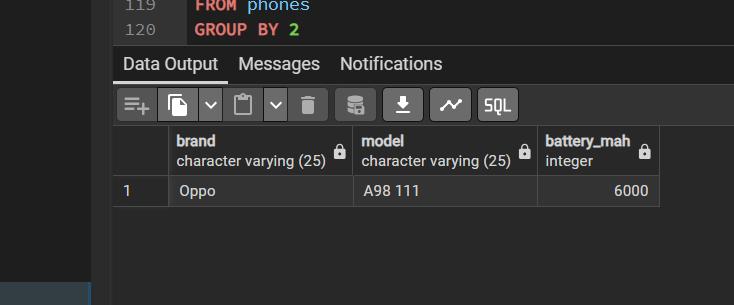 119 FROM phones
120 GROUP BY 2
Data Output Messages Notifications
SQL
brand model battery_mah
character varying (25) character varying (25) integer
1 Oppo A98 111 6000